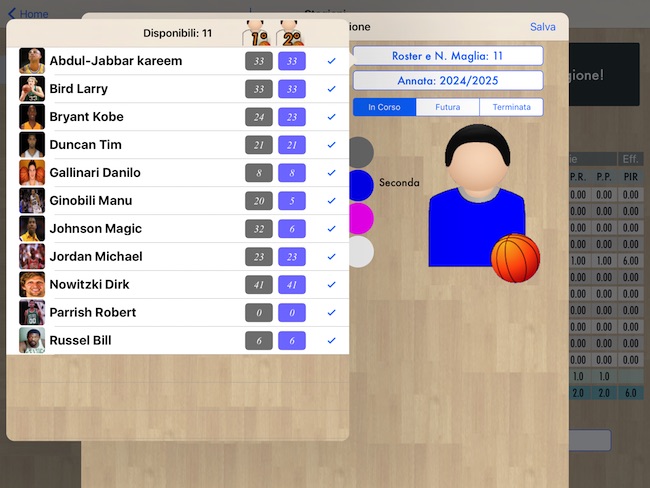 Home
Disponibili: 11
1°
2°
ione
Salva
Abdul-Jabbar kareem 33 33
Bird Larry 33 33
Bryant Kobe 24 23
Duncan Tim 21 21
Gallinari Danilo 8 8
Ginobili Manu 20 5
Johnson Magic 32 6
Jordan Michael 23 23
Nowitzki Dirk 41 41
Parrish Robert 0 0
Russel Bill 6 6
Roster e N. Maglia: 11
Annata: 2024/2025
In Corso Futura Terminata
Seconda
gione!
ie Eff.
P.R. P.P. PIR
0.00 0.00 0.00
0.00 0.00 0.00
0.00 0.00 0.00
0.00 0.00 0.00
0.00 0.00 0.00
1.00 1.00 6.00
0.00 0.00 0.00
0.00 0.00 0.00
0.00 0.00 0.00
0.00 0.00 0.00
0.00 0.00 0.00
1.0 1.0
2.0 2.0 6.0